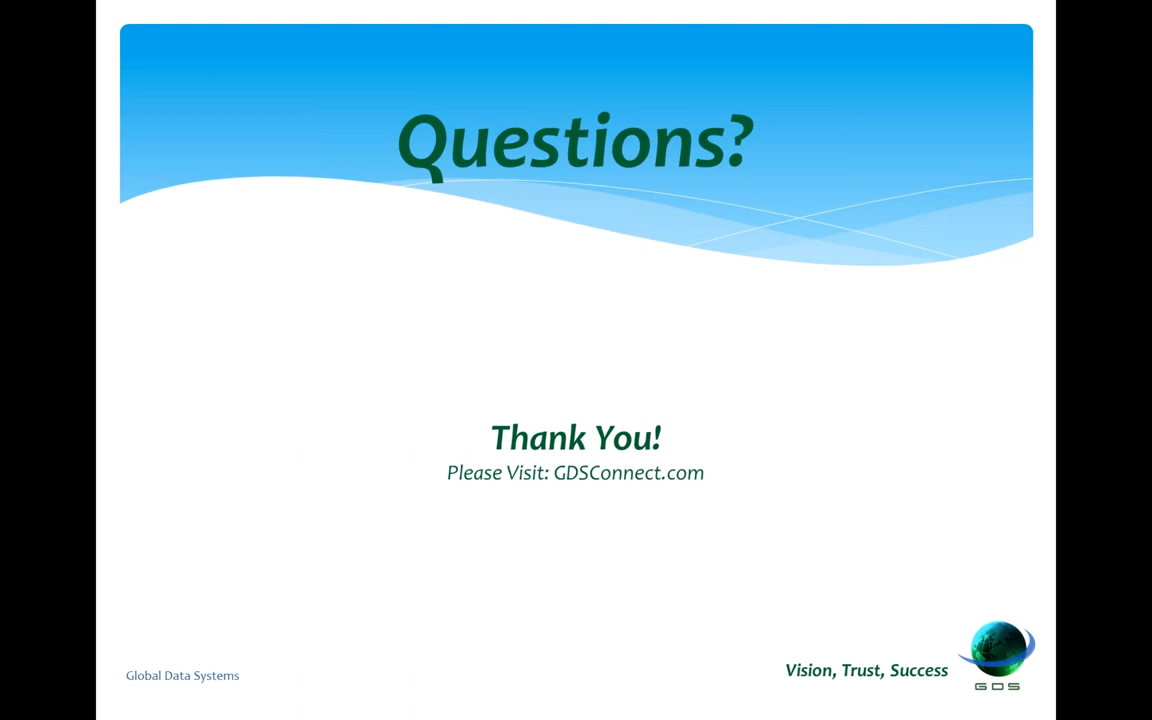 Questions?
Thank You!
Please Visit: GDSConnect.com
Global Data Systems
Vision, Trust, Success
GDS